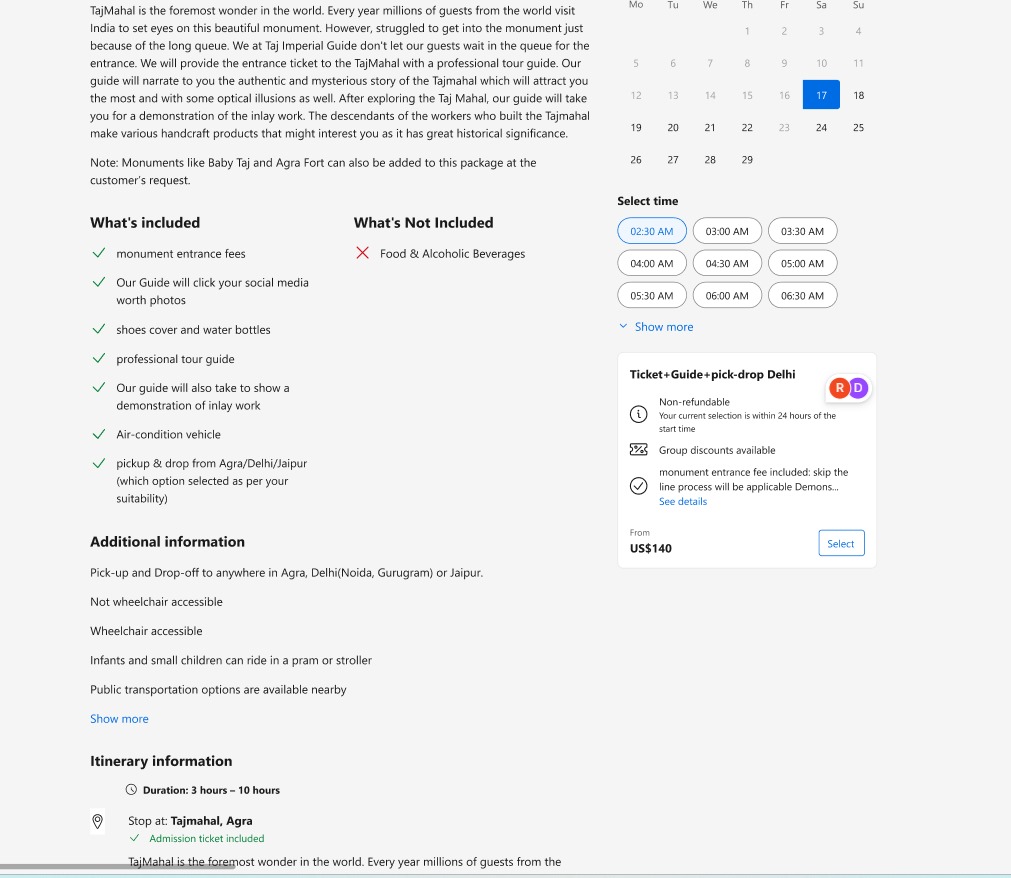 TajMahal is the foremost wonder in the world. Every year millions of guests from the world visit
India to set eyes on this beautiful monument. However, struggled to get into the monument just
because of the long queue. We at Taj Imperial Guide don't let our guests wait in the queue for the
entrance. We will provide the entrance ticket to the TajMahal with a professional tour guide. Our
guide will narrate to you the authentic and mysterious story of the Tajmahal which will attract you
the most and with some optical illusions as well. After exploring the Taj Mahal, our guide will take
you for a demonstration of the inlay work. The descendants of the workers who built the Tajmahal
make various handcraft products that might interest you as it has great historical significance.
Note: Monuments like Baby Taj and Agra Fort can also be added to this package at the
customer's request.
What's included
monument entrance fees
Our Guide will click your social media
worth photos
shoes cover and water bottles
professional tour guide
Our guide will also take to show a
demonstration of inlay work
Air-condition vehicle
pickup & drop from Agra/Delhi/Jaipur
(which option selected as per your
suitability)
What's Not Included
Food & Alcoholic Beverages
Additional information
Pick-up and Drop-off to anywhere in Agra, Delhi(Noida, Gurugram) or Jaipur.
Not wheelchair accessible
Wheelchair accessible
Infants and small children can ride in a pram or stroller
Public transportation options are available nearby
Show more
Itinerary information
Duration: 3 hours – 10 hours
Stop at: Tajmahal, Agra
Admission ticket included
TajMahal is the foremost wonder in the world. Every year millions of guests from the
Mo Tu We Th Fr Sa Su
1 2 3 4
5 6 7 8 9 10 11
12 13 14 15 16 17 18
19 20 21 22 23 24 25
26 27 28 29
Select time
02:30 AM 03:00 AM 03:30 AM
04:00 AM 04:30 AM 05:00 AM
05:30 AM 06:00 AM 06:30 AM
Show more
Ticket+Guide+pick-drop Delhi
R D
Non-refundable
Your current selection is within 24 hours of the
start time
Group discounts available
monument entrance fee included: skip the
line process will be applicable Demons...
See details
From
US$140
Select